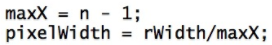 maxX = n - 1;
pixelWidth = rWidth/maxX;